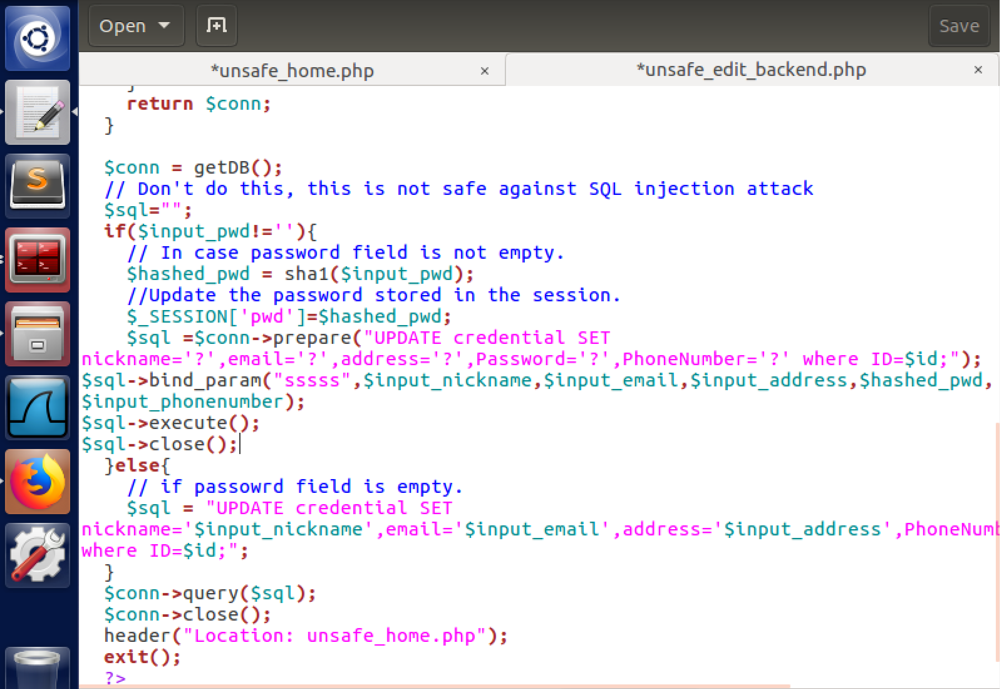 Open
Save
*unsafe_home.php ×
*unsafe_edit_backend.php ×
}
return $conn;
}
$conn = getDB();
// Don't do this, this is not safe against SQL injection attack
$sql="";
if($input_pwd!=''){
// In case password field is not empty.
$hashed_pwd = sha1($input_pwd);
//Update the password stored in the session.
$_SESSION['pwd']=$hashed_pwd;
$sql =$conn->prepare("UPDATE credential SET
nickname='?',email='?',address='?',Password='?',PhoneNumber='?' where ID=$id;");
$sql->bind_param("sssss",$input_nickname,$input_email,$input_address,$hashed_pwd,
$input_phonenumber);
$sql->execute();
$sql->close();
}else{
// if passowrd field is empty.
$sql = "UPDATE credential SET
nickname='$input_nickname',email='$input_email',address='$input_address',PhoneNumb
where ID=$id;";
}
$conn->query($sql);
$conn->close();
header("Location: unsafe_home.php");
exit();
?>